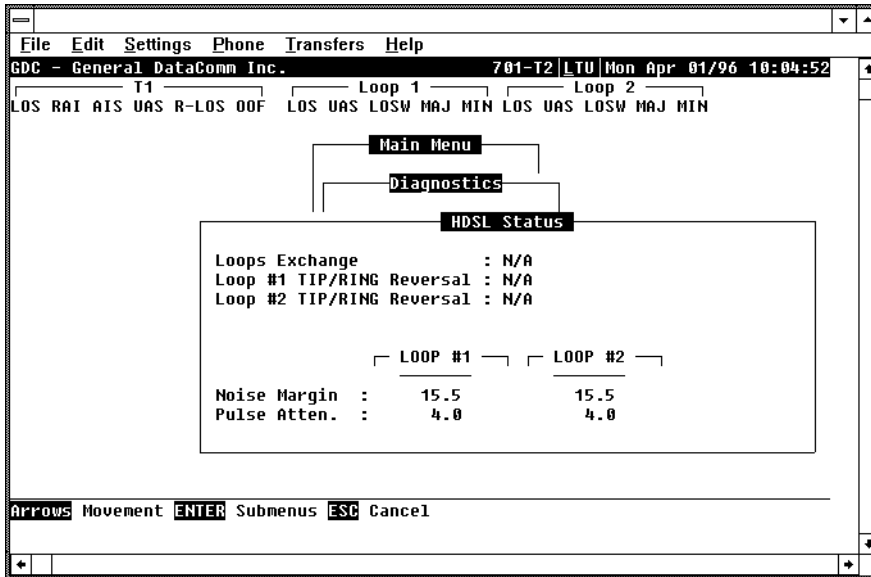 File Edit Settings Phone Transfers Help
GDC - General DataComm Inc. 701-T2|LTU|Mon Apr 01/96 10:04:52
T1 Loop 1 Loop 2
LOS RAI AIS UAS R-LOS OOF LOS UAS LOSW MAJ MIN LOS UAS LOSW MAJ MIN
Main Menu
Diagnostics
HDSL Status
Loops Exchange : N/A
Loop #1 TIP/RING Reversal : N/A
Loop #2 TIP/RING Reversal : N/A
LOOP #1 LOOP #2
Noise Margin : 15.5 15.5
Pulse Atten. : 4.0 4.0
Arrows Movement ENTER Submenus ESC Cancel